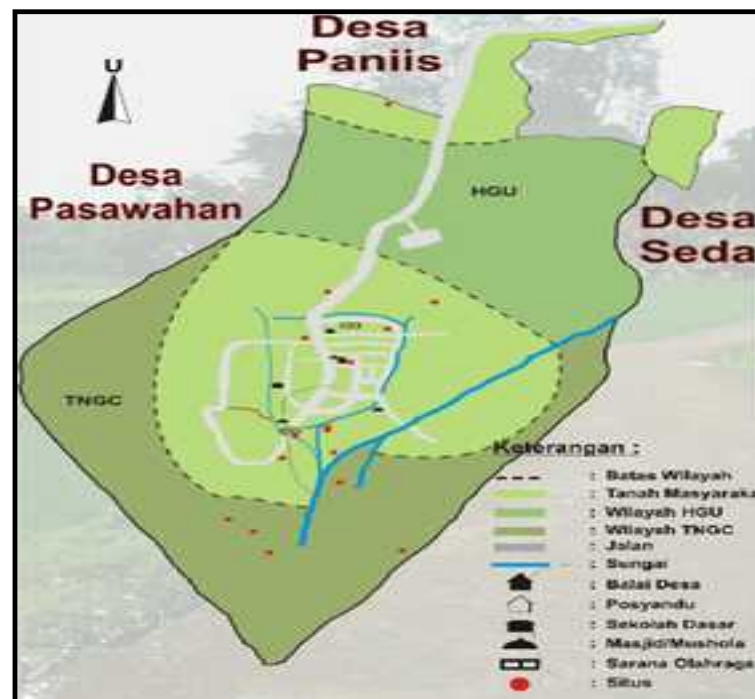 Desa
Paniis
U
Desa
Pasawahan
HGU
Desa
Seda
TNGC
Keterangan :
: Batas Wilayah
: Tanah Masyaraka
: Wilayah HGU
: Wilayah TNGC
: Jalan
: Sungai
: Balai Desa
: Posyandu
: Sekolah Dasar
: Masjid/Mushola
: Sarana Olahraga
: Situs